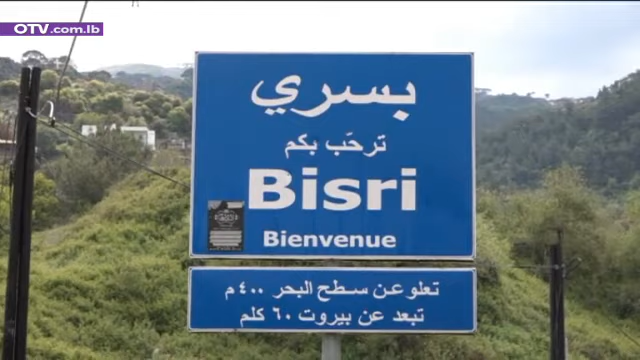 OTV.com.lb
بسري
ترحّب بكم
Bisri
Bienvenue
تعلو عن سطح البحر ٤٠٠ م
تبعد عن بيروت ٦٠ كلم